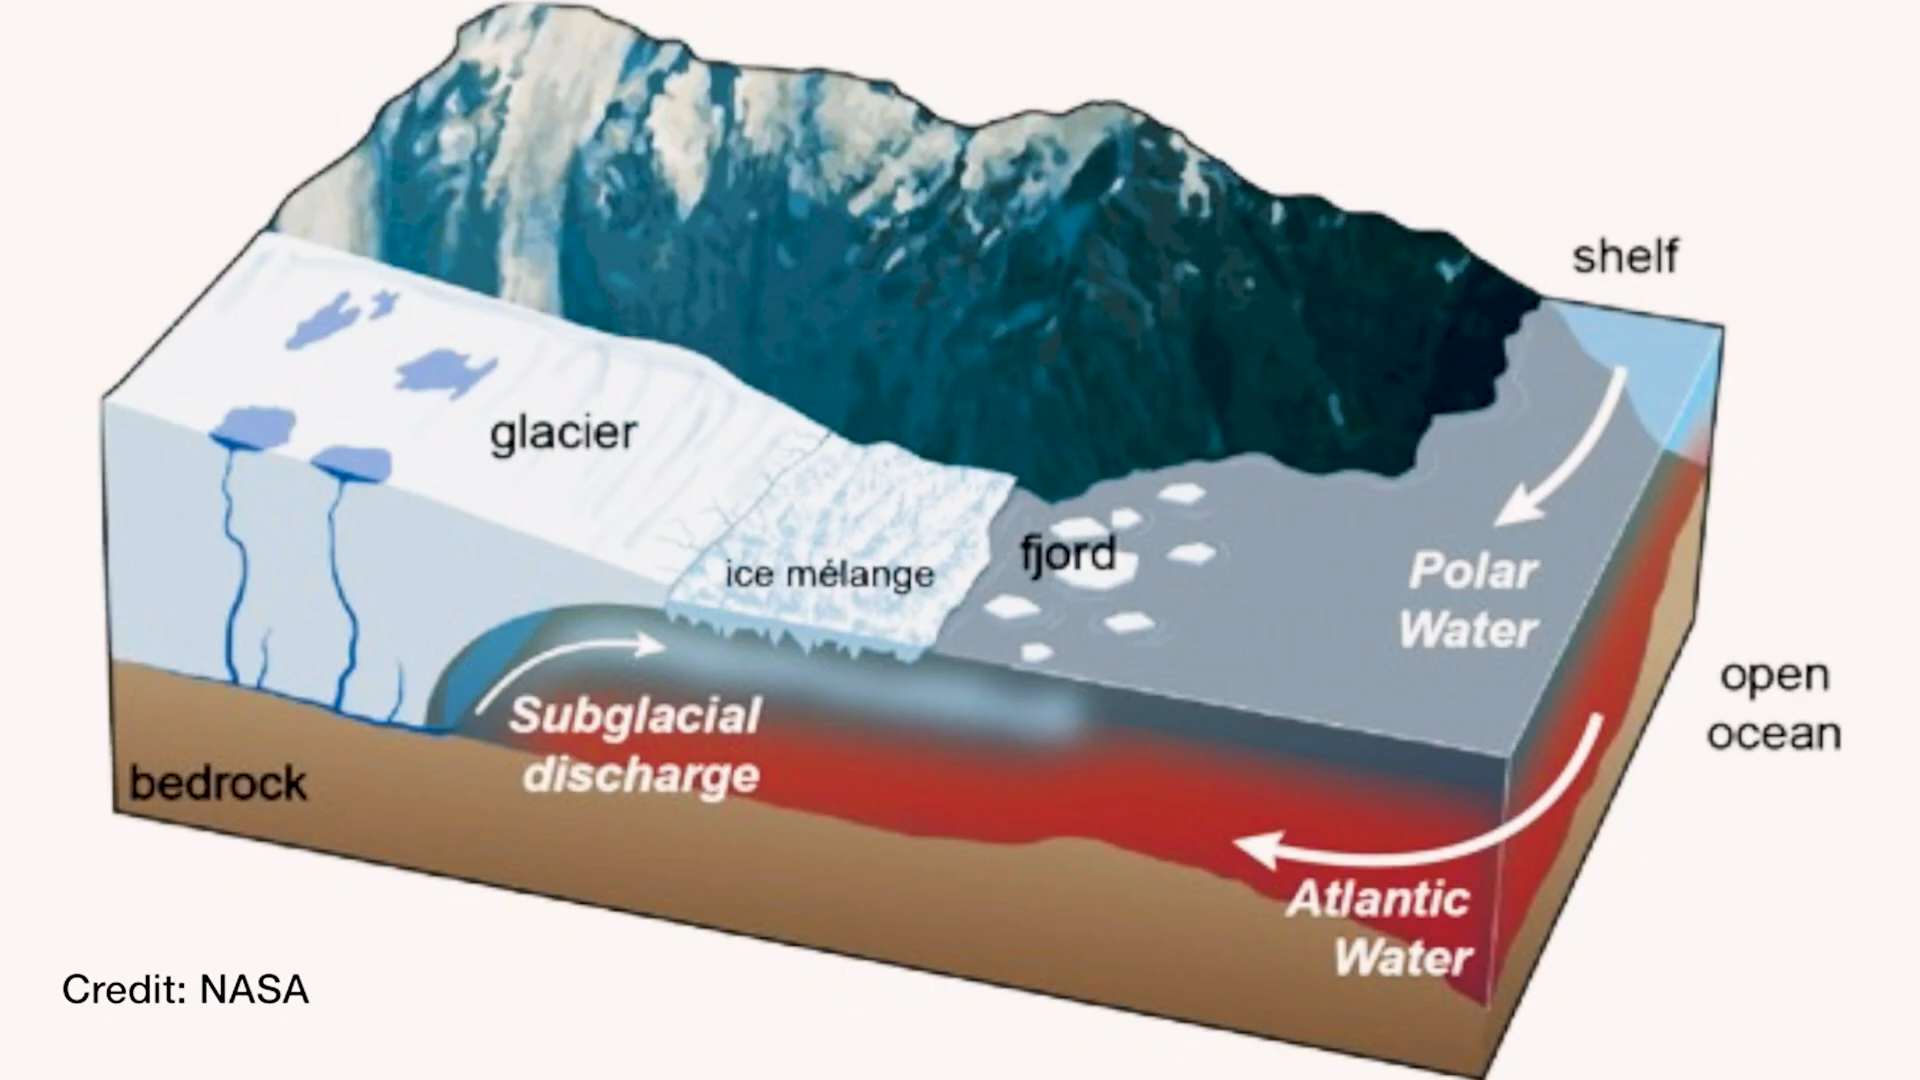 shelf
glacier
fjord
ice mélange
Polar
Water
open
ocean
Subglacial
discharge
bedrock
Atlantic
Water
Credit: NASA